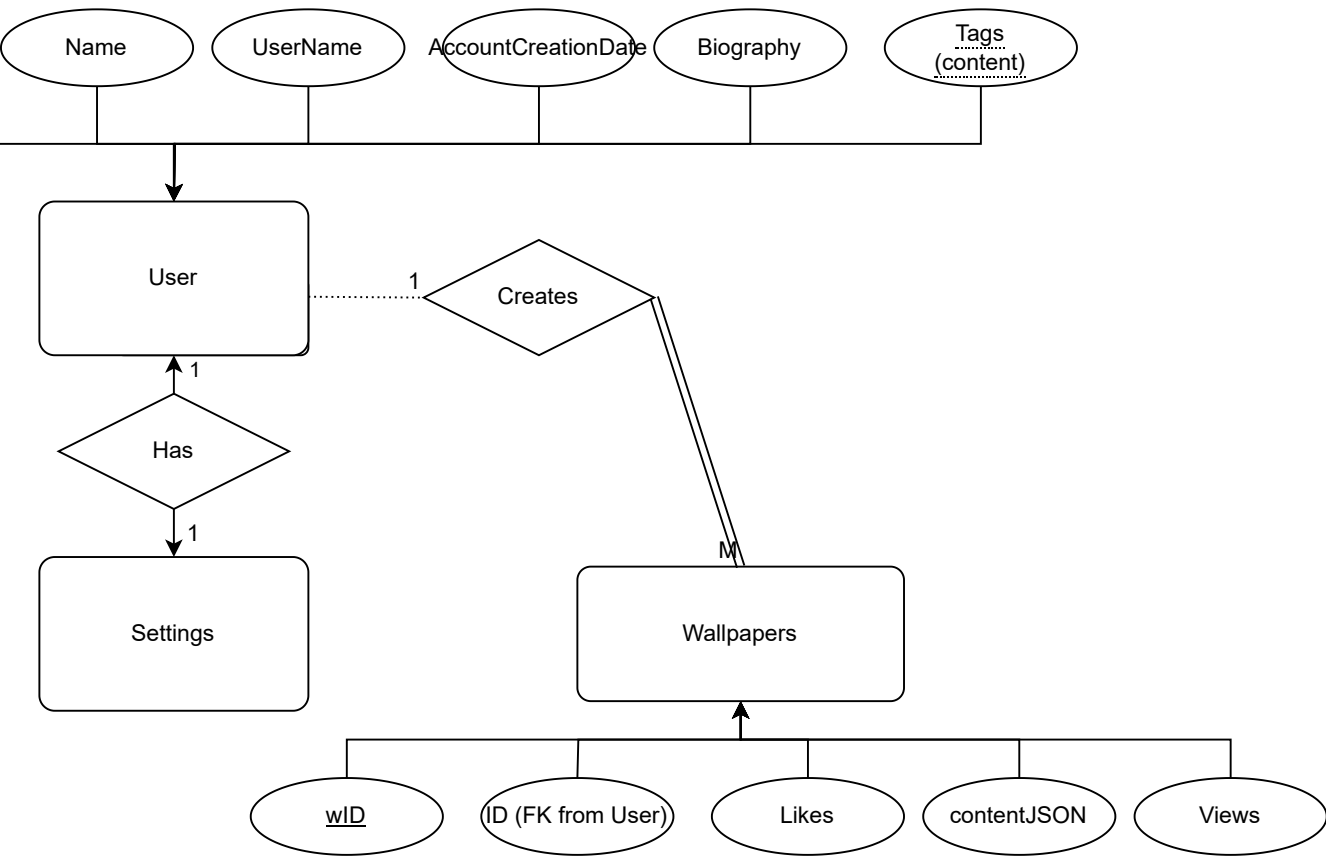 Name
UserName
AccountCreationDate
Biography
Tags
(content)
User
1
Creates
1
Has
1
M
Settings
Wallpapers
wID
ID (FK from User)
Likes
contentJSON
Views